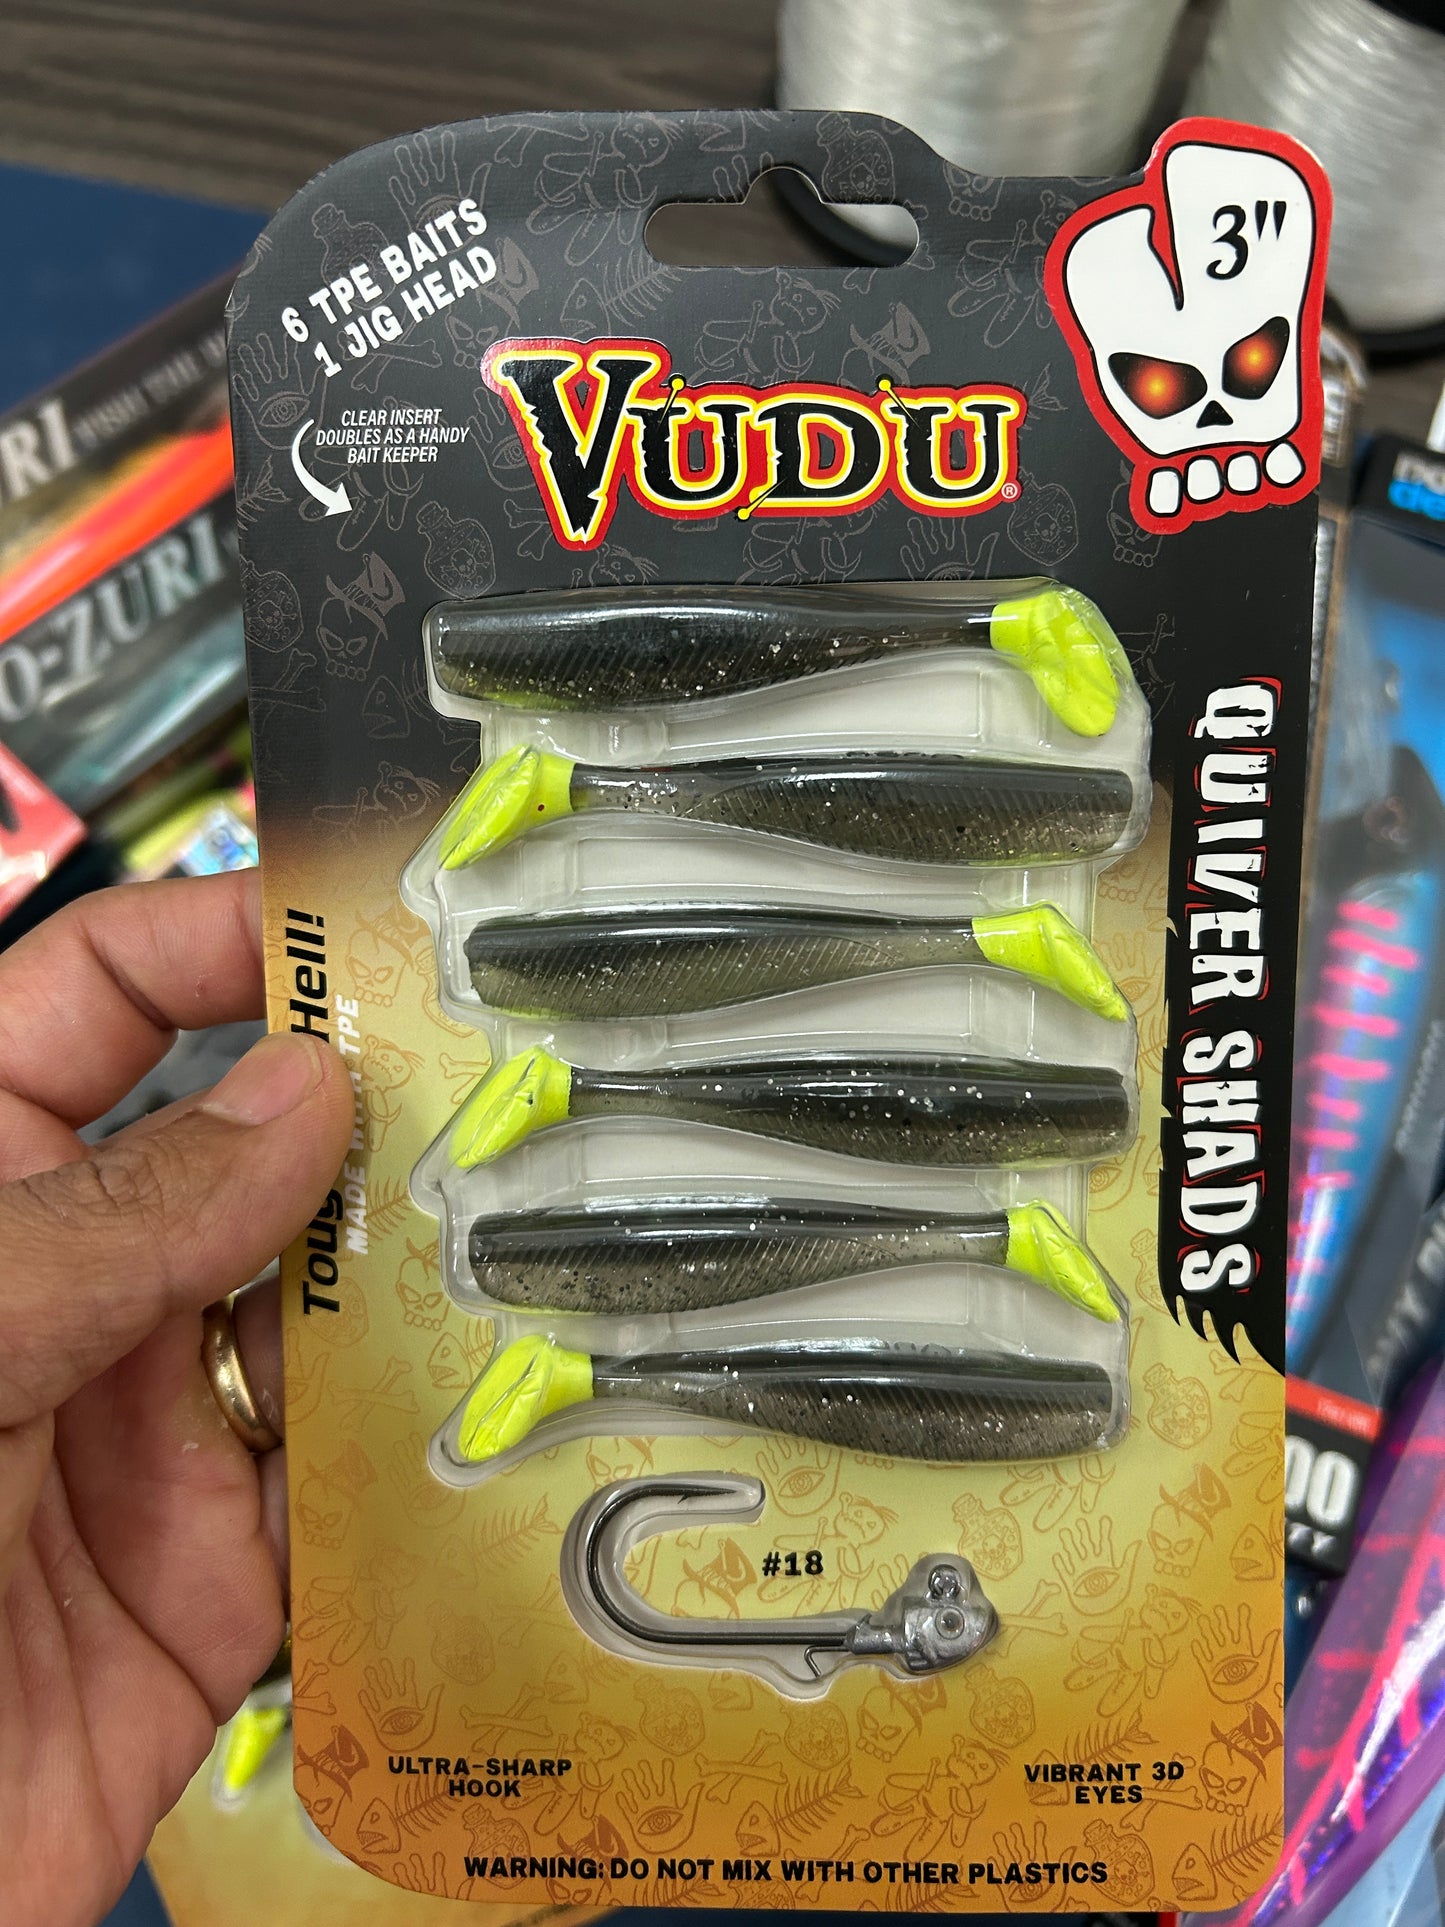 6 TPE BAITS
1 JIG HEAD
CLEAR INSERT
DOUBLES AS A HANDY
BAIT KEEPER
3"
VUDU®
QUIVER SHADS
Hell!
TPE
#18
ULTRA-SHARP
HOOK
VIBRANT 3D
EYES
WARNING: DO NOT MIX WITH OTHER PLASTICS
O-ZURI